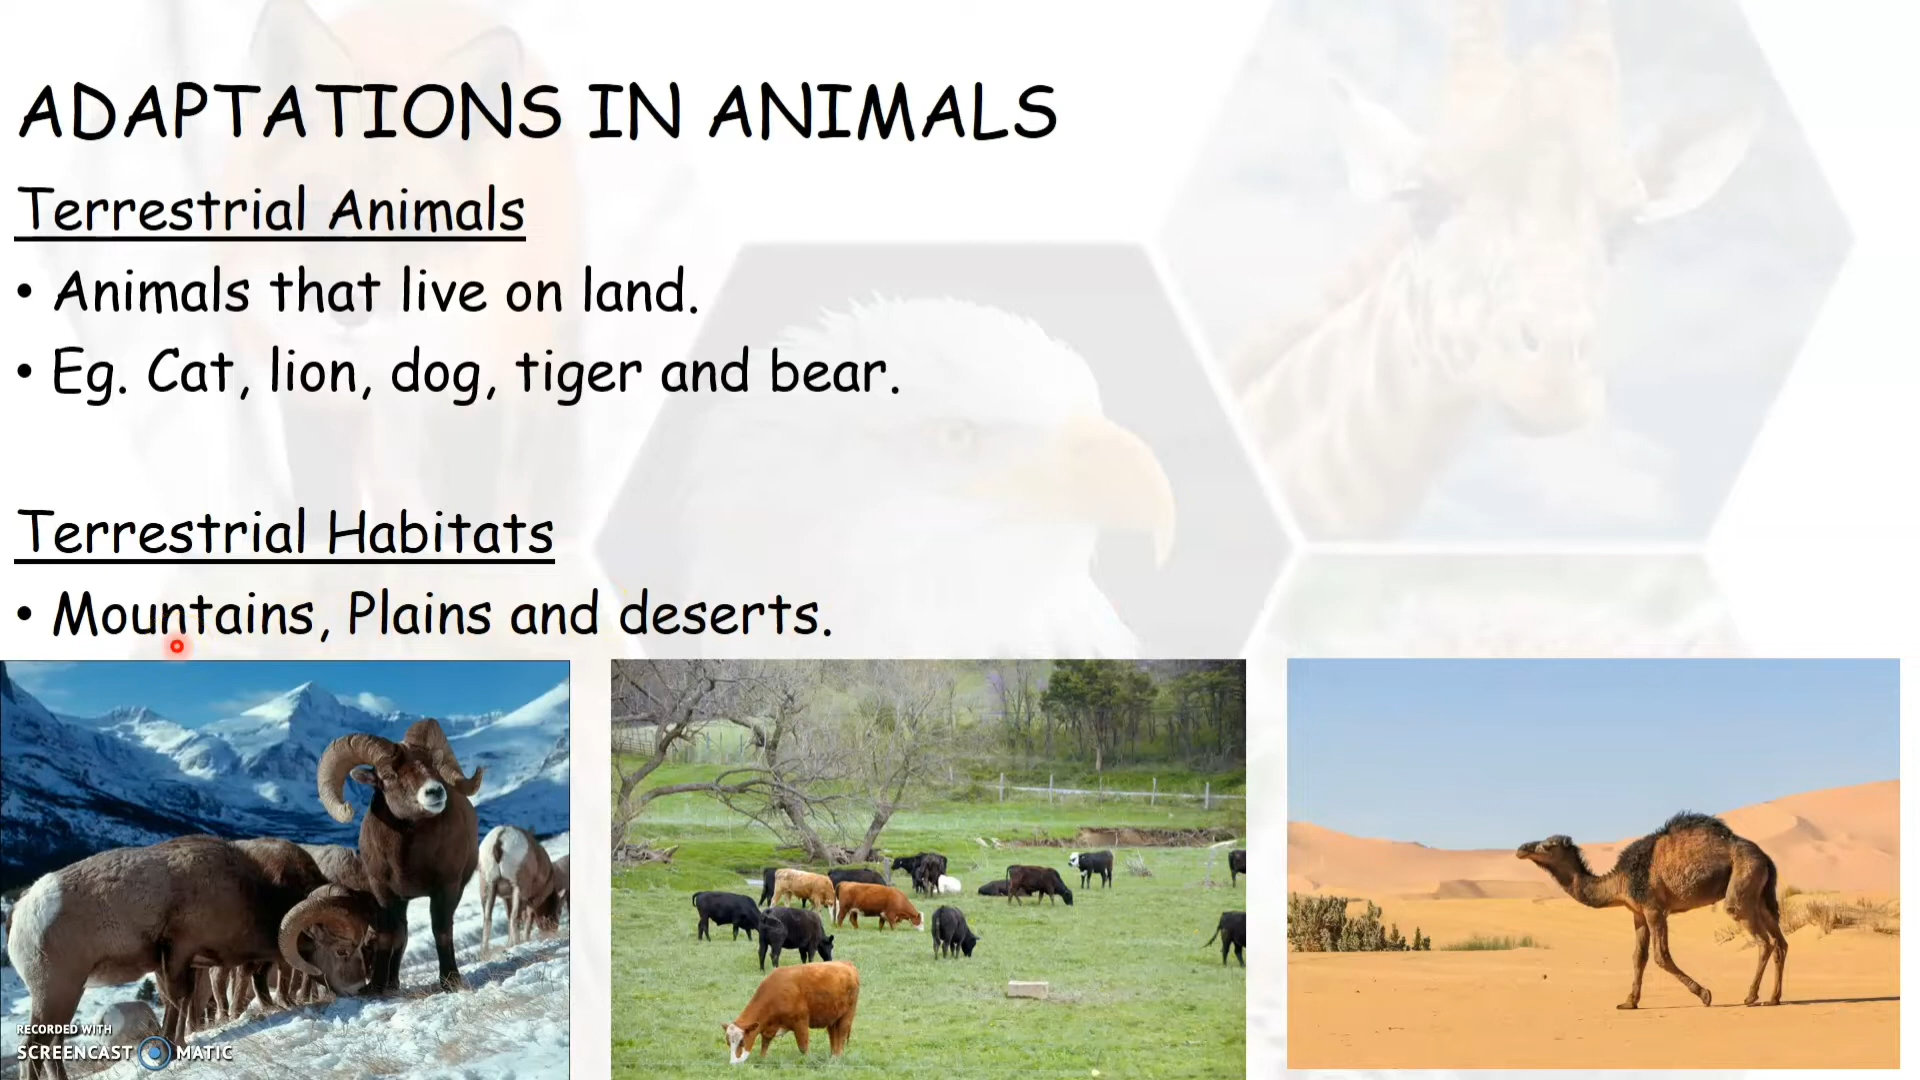 ADAPTATIONS IN ANIMALS
Terrestrial Animals
• Animals that live on land.
• Eg. Cat, lion, dog, tiger and bear.
Terrestrial Habitats
• Mountains, Plains and deserts.
RECORDED WITH
SCREENCAST MATIC